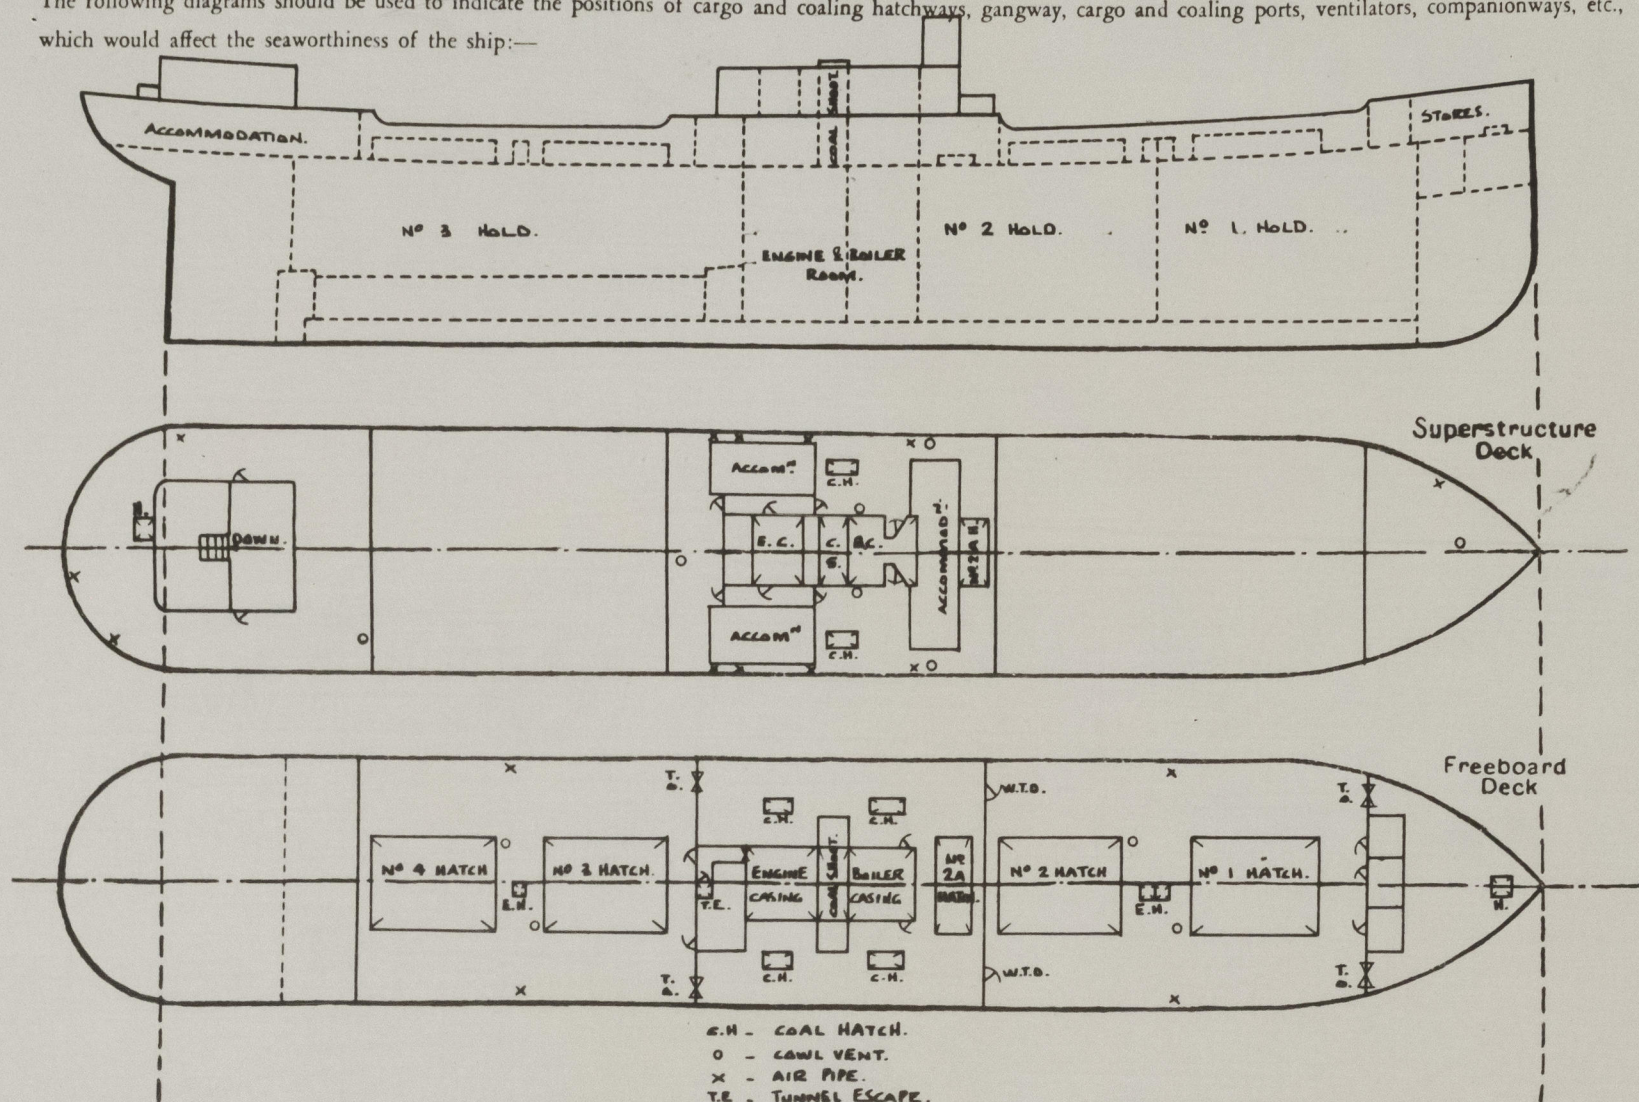 The following diagrams should be used to indicate the positions of cargo and coaling hatchways, gangway, cargo and coaling ports, ventilators, companionways, etc.,
which would affect the seaworthiness of the ship:—
COAL SHOOT.
ACCOMMODATION.
STORES.
Nº 3 HOLD.
Nº 2 HOLD.
Nº 1. HOLD.
ENGINE & BOILER
ROOM.
Superstructure
Deck
ACCOMN.
C.H.
H.
DOWN.
E.C.
C.
S.
B.C.
ACCOMMODN.
Nº 2A H.
ACCOMN
C.H.
Freeboard
Deck
T.
D.
W.T.D.
T.
D.
C.H.
C.H.
Nº 4 HATCH
Nº 3 HATCH.
ENGINE
CASING
COAL SHOOT.
BOILER
CASING
Nº
2A
HATCH.
Nº 2 HATCH
Nº 1 HATCH.
E.H.
T.E.
E.H.
H.
C.H.
C.H.
T.
D.
W.T.D.
T.
D.
C.H – COAL HATCH.
O – COWL VENT.
X – AIR PIPE.
T.E – TUNNEL ESCAPE.